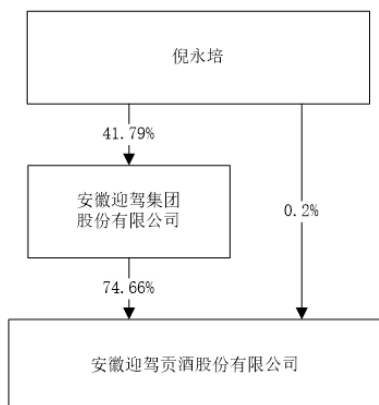 倪永培
41.79%
安徽迎驾集团
股份有限公司
0.2%
74.66%
安徽迎驾贡酒股份有限公司